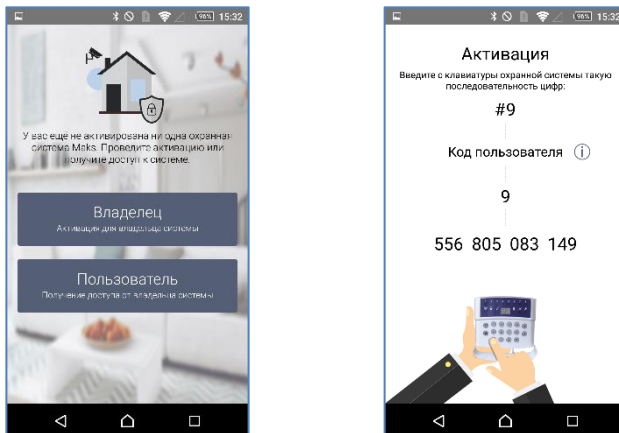 96% 15:32
У вас еще не активирована ни одна охранная
система Maks. Проведите активацию или
получите доступ к системе.
Владелец
Активация для владельца системы
Пользователь
Получение доступа от владельца системы
96% 15:32
Активация
Введите с клавиатуры охранной системы такую
последовательность цифр:
#9
Код пользователя i
9
556 805 083 149